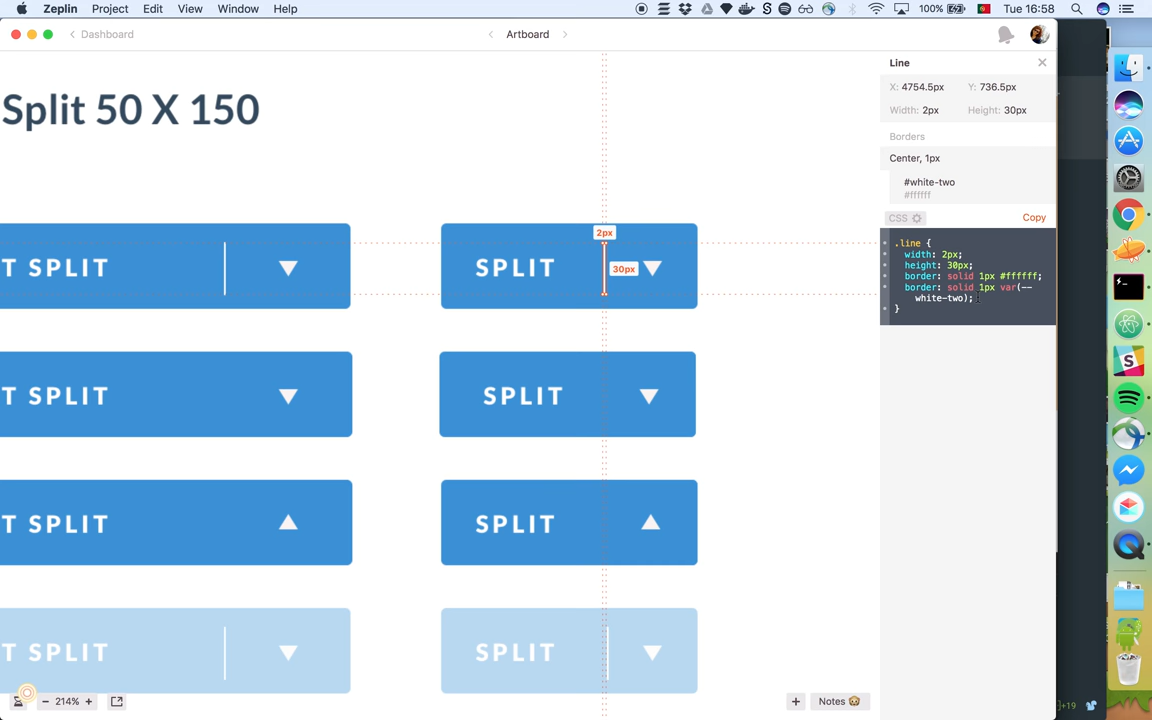 Zeplin Project Edit View Window Help 100% Tue 16:58
Dashboard
Artboard
Split 50 X 150
T SPLIT
SPLIT
2px
30px
T SPLIT
SPLIT
T SPLIT
SPLIT
T SPLIT
SPLIT
− 214% +
+ Notes
Line
X: 4754.5px Y: 736.5px
Width: 2px Height: 30px
Borders
Center, 1px
#white-two
#ffffff
CSS Copy
.line {
width: 2px;
height: 30px;
border: solid 1px #ffffff;
border: solid 1px var(--
white-two);
}
+19